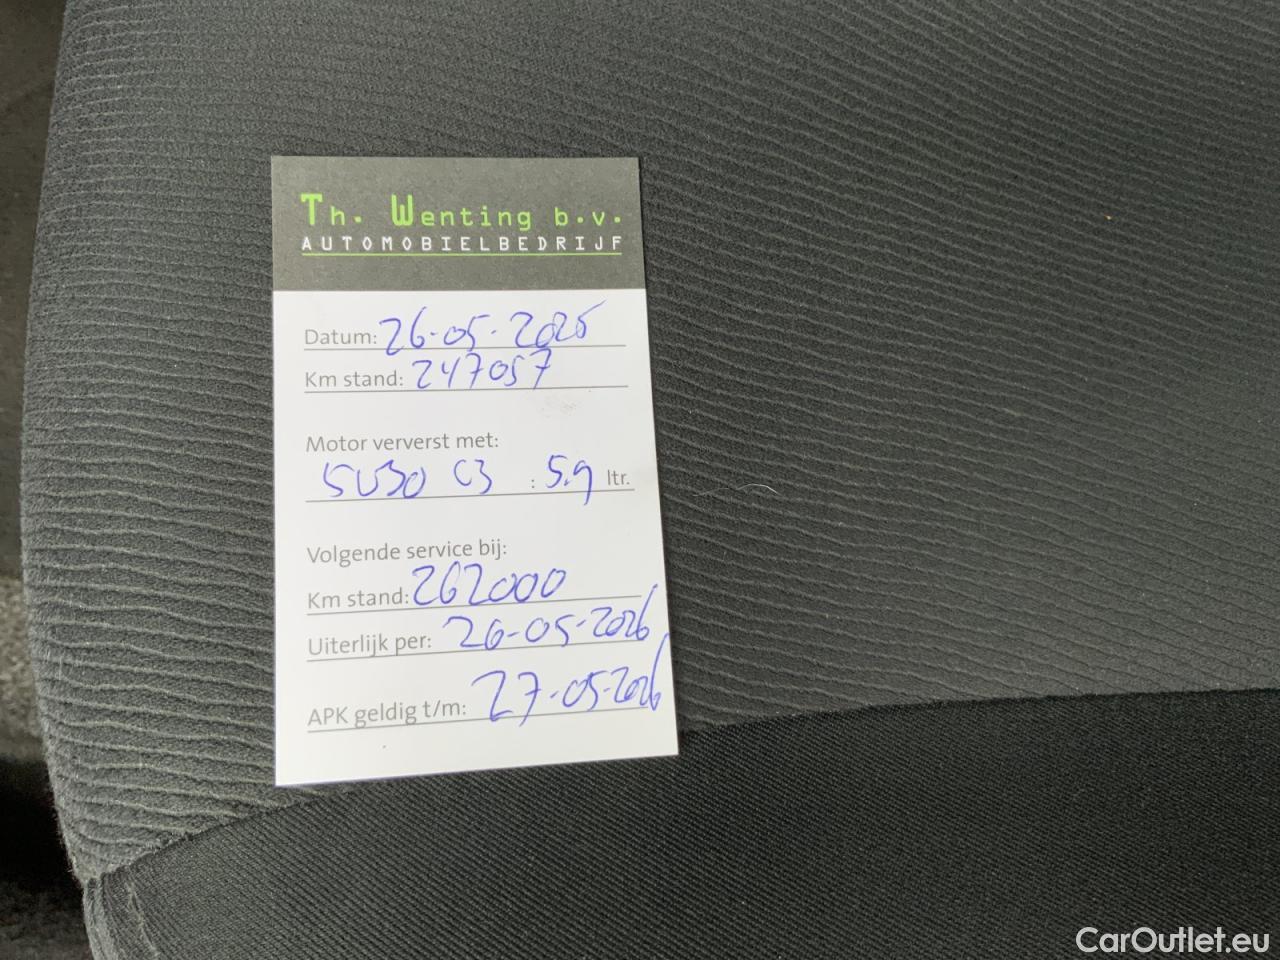 Th. Wenting b.v.
AUTOMOBIELBEDRIJF
Datum: 26-05-2025
Km stand: 247057
Motor ververst met:
5W30 C3 : 5.9 ltr.
Volgende service bij:
Km stand: 262000
Uiterlijk per: 26-05-2026
APK geldig t/m: 27-05-2026
CarOutlet.eu